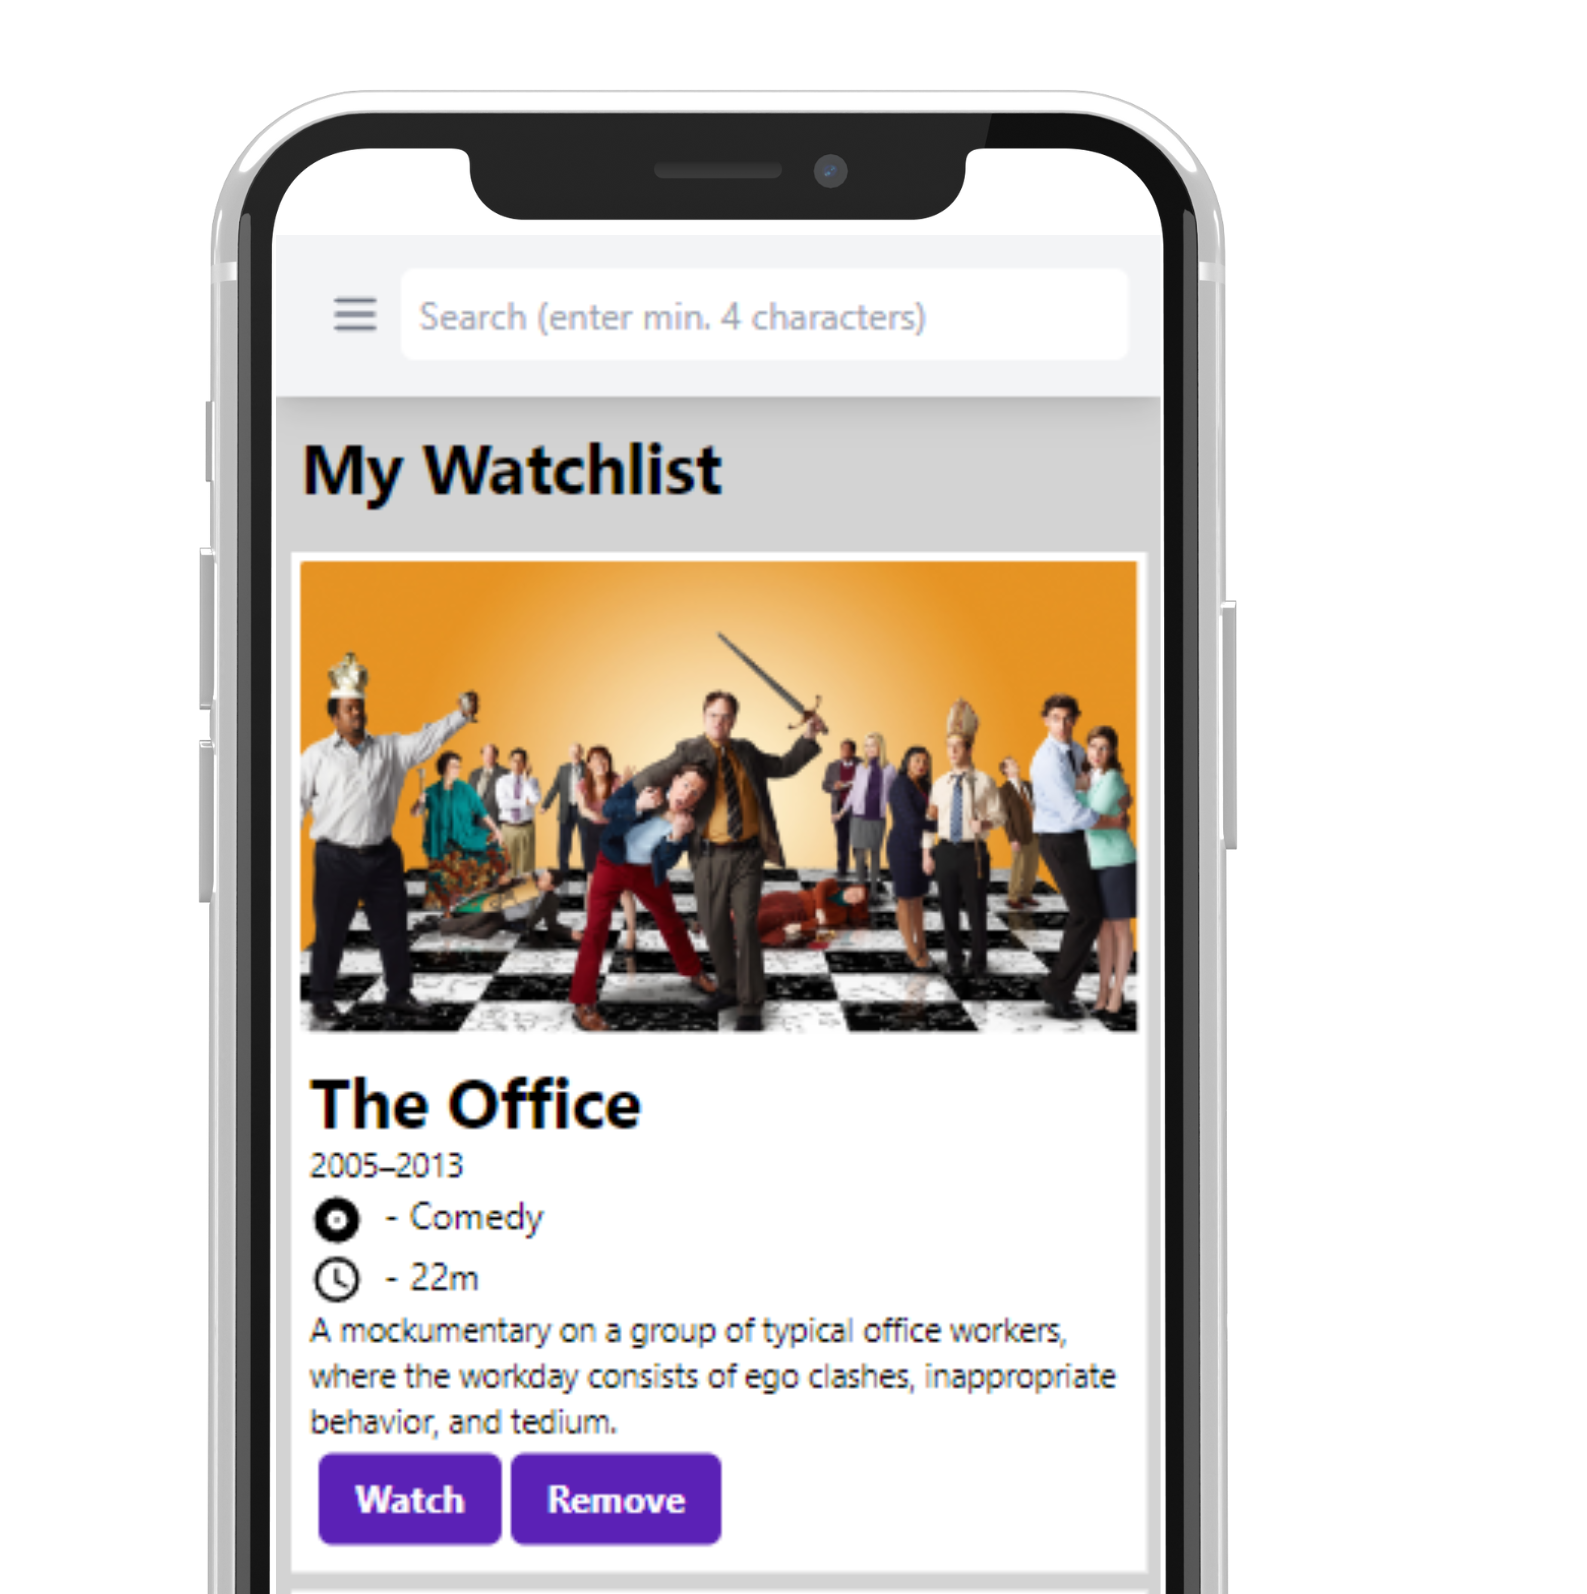 Search (enter min. 4 characters)
My Watchlist
The Office
2005–2013
- Comedy
- 22m
A mockumentary on a group of typical office workers,
where the workday consists of ego clashes, inappropriate
behavior, and tedium.
Watch Remove